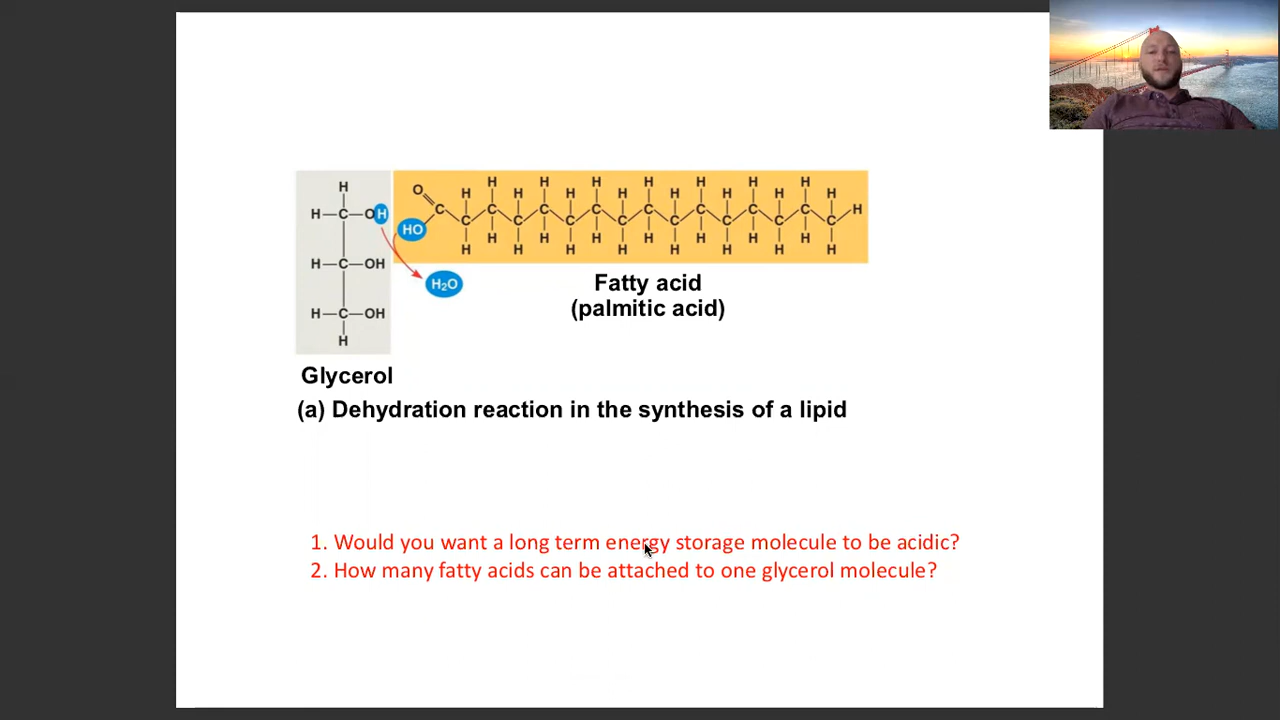 H
H—C—OH
H—C—OH
H—C—OH
H
O
HO
C
H H H H H H H H H H H H H H H
C C C C C C C C C C C C C C C H
H H H H H H H H H H H H H H H
H₂O
Fatty acid
(palmitic acid)
Glycerol
(a) Dehydration reaction in the synthesis of a lipid
1. Would you want a long term energy storage molecule to be acidic?
2. How many fatty acids can be attached to one glycerol molecule?